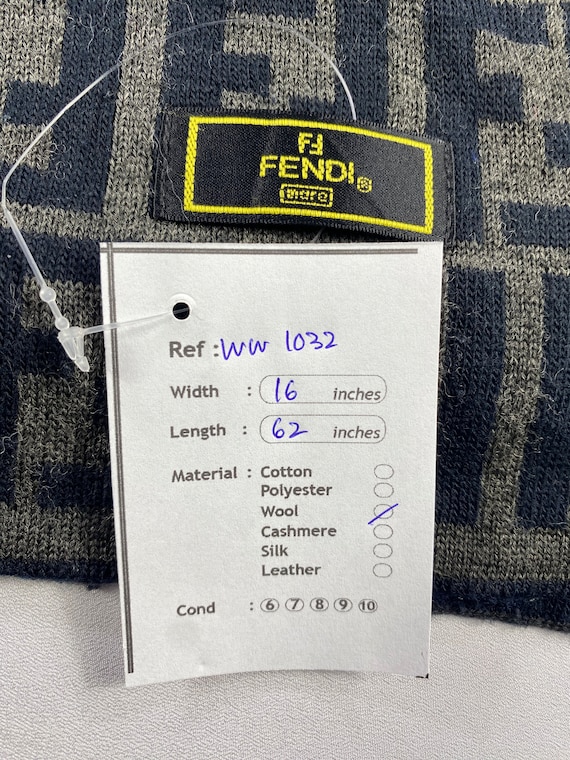 FF
FENDI®
mare
Ref : WW 1032
Width : 16 inches
Length : 62 inches
Material : Cotton
Polyester
Wool
Cashmere
Silk
Leather
Cond : 6 7 8 9 10